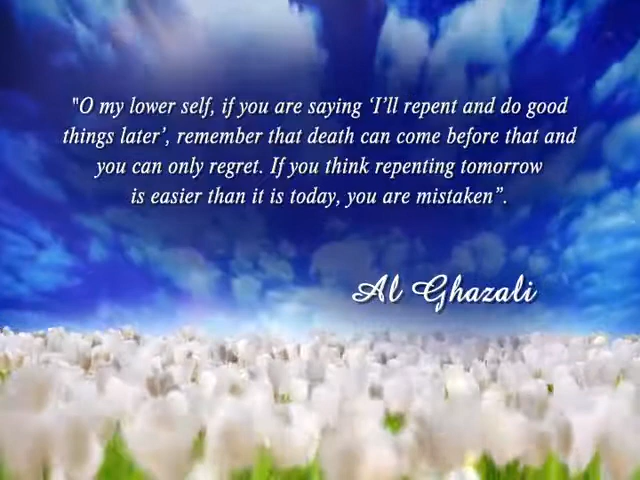 "O my lower self, if you are saying ‘I’ll repent and do good
things later’, remember that death can come before that and
you can only regret. If you think repenting tomorrow
is easier than it is today, you are mistaken”.
Al Ghazali